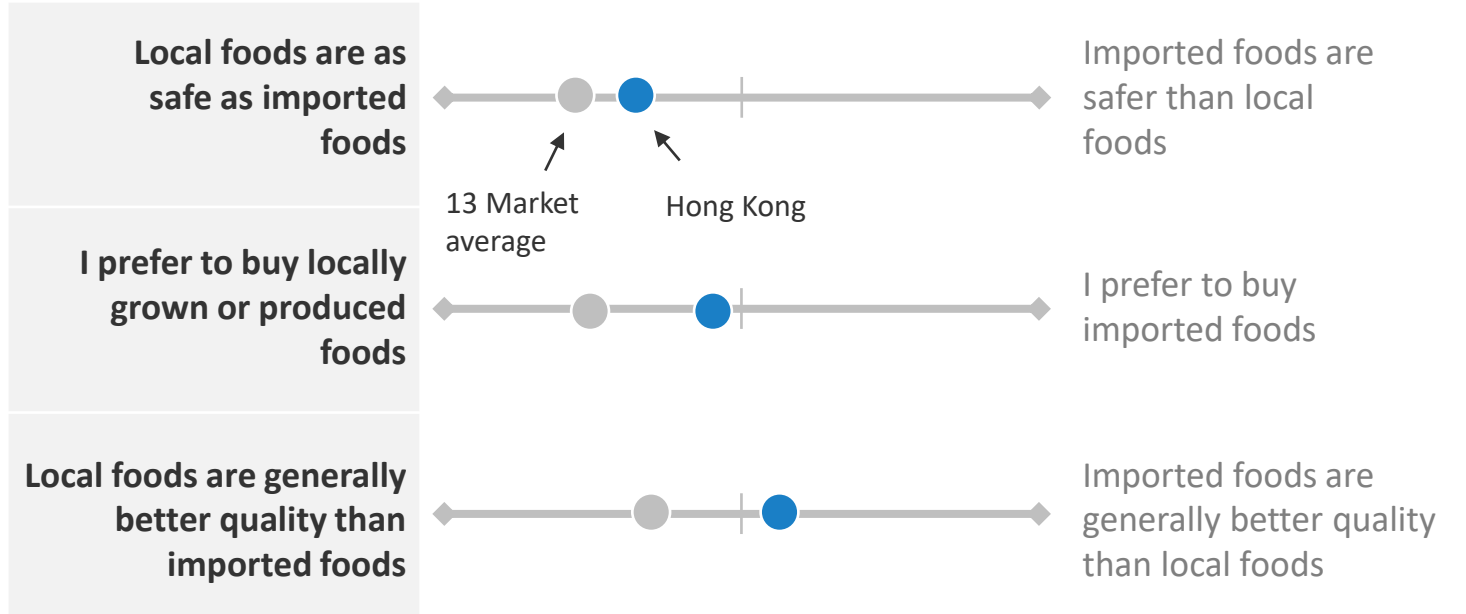 Local foods are as
safe as imported
foods
Imported foods are
safer than local
foods
13 Market
average
Hong Kong
I prefer to buy locally
grown or produced
foods
I prefer to buy
imported foods
Local foods are generally
better quality than
imported foods
Imported foods are
generally better quality
than local foods